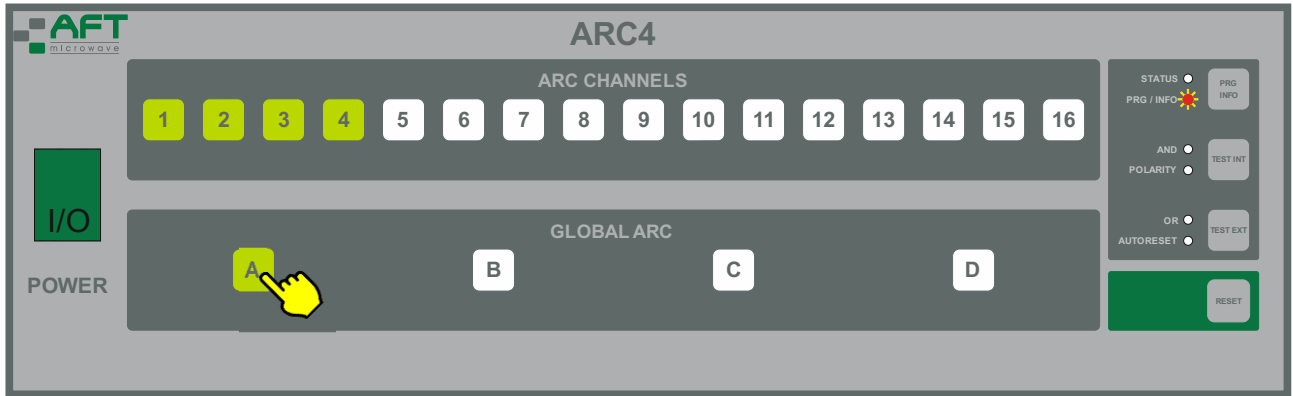 AFT
microwave
ARC4
ARC CHANNELS
1 2 3 4 5 6 7 8 9 10 11 12 13 14 15 16
STATUS
PRG / INFO
PRG
INFO
AND
POLARITY
TEST INT
I/O
POWER
GLOBAL ARC
A B C D
OR
AUTORESET
TEST EXT
RESET